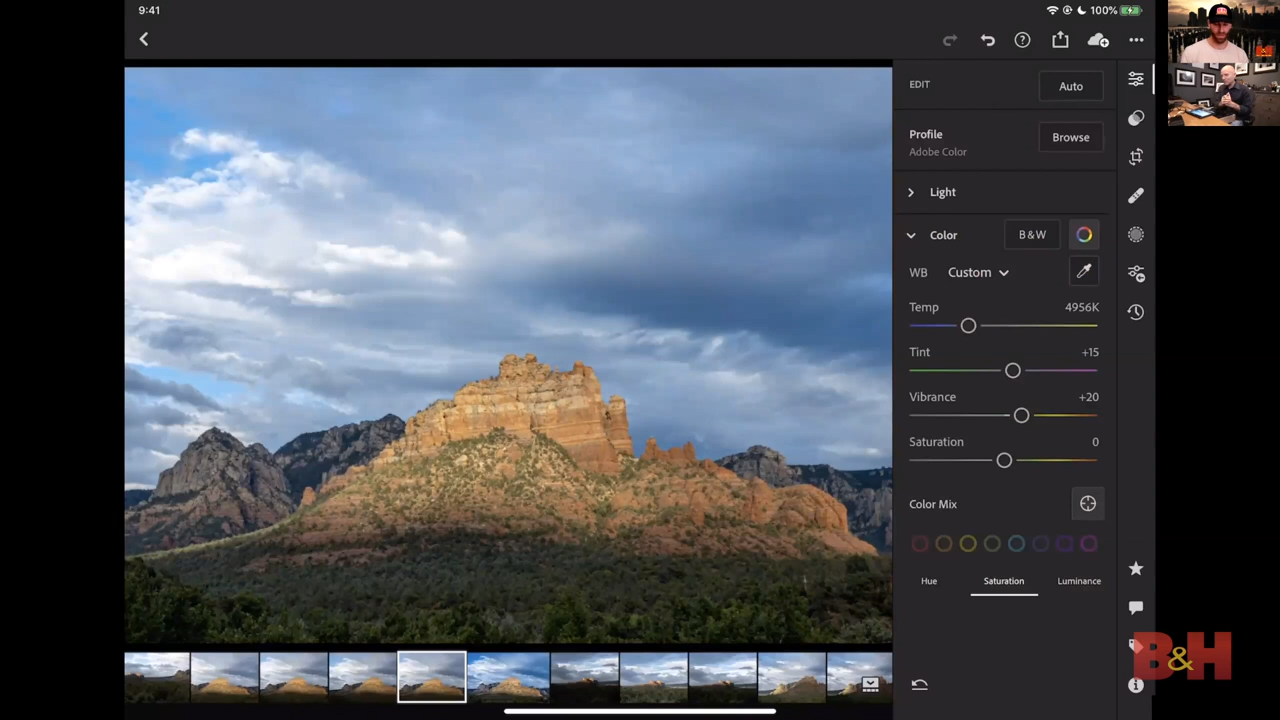 9:41
100%
EDIT
Auto
Profile
Adobe Color
Browse
Light
Color
B & W
WB
Custom
Temp
4956K
Tint
+15
Vibrance
+20
Saturation
0
Color Mix
Hue
Saturation
Luminance
B&H